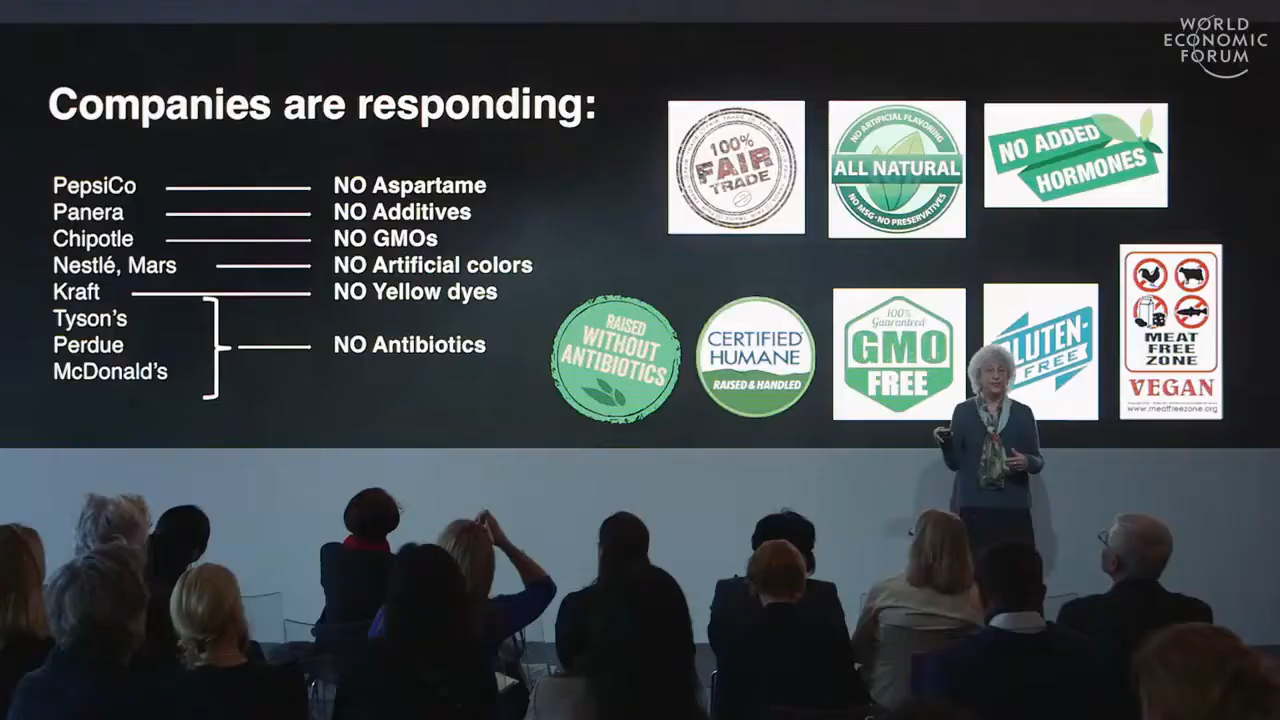 WORLD
ECONOMIC
FORUM
Companies are responding:
PepsiCo NO Aspartame
Panera NO Additives
Chipotle NO GMOs
Nestlé, Mars NO Artificial colors
Kraft NO Yellow dyes
Tyson's
Perdue NO Antibiotics
McDonald's
100%
FAIR
TRADE
NO ARTIFICIAL FLAVORING
ALL NATURAL
NO MSG • NO PRESERVATIVES
NO ADDED
HORMONES
RAISED
WITHOUT
ANTIBIOTICS
CERTIFIED
HUMANE
RAISED & HANDLED
100%
Guaranteed
GMO
FREE
LUTEN-
FREE
MEAT
FREE
ZONE
VEGAN
www.meatfreezone.org